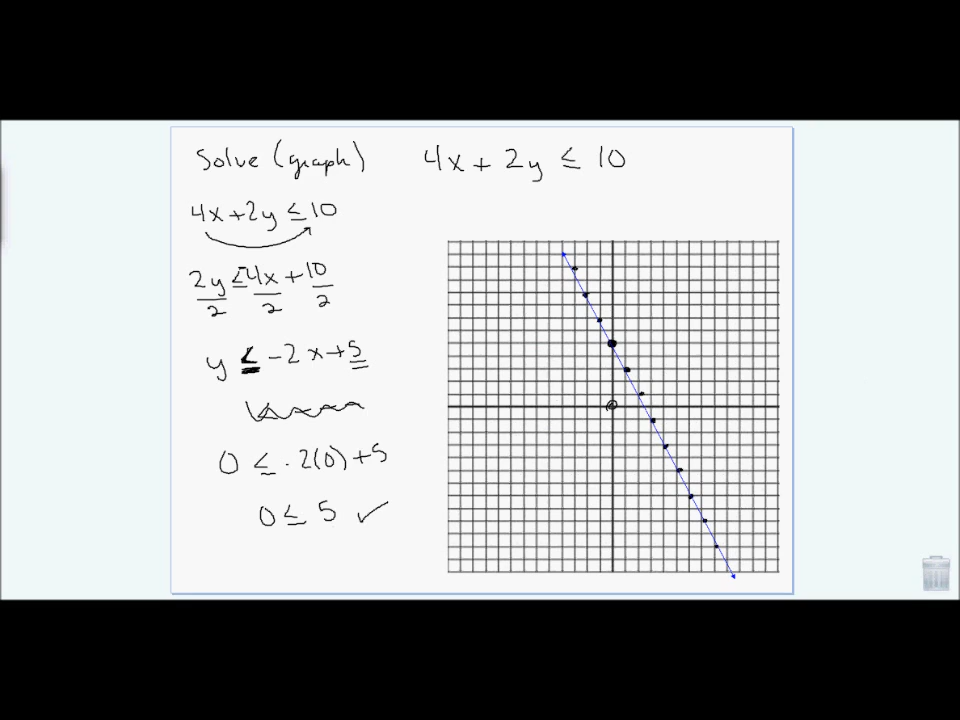 Solve (graph) 4x + 2y ≤ 10
4x + 2y ≤ 10
2y ≤ -4x + 10
2 2 2
y ≤ -2x + 5
0 ≤ -2(0) + 5
0 ≤ 5 ✓